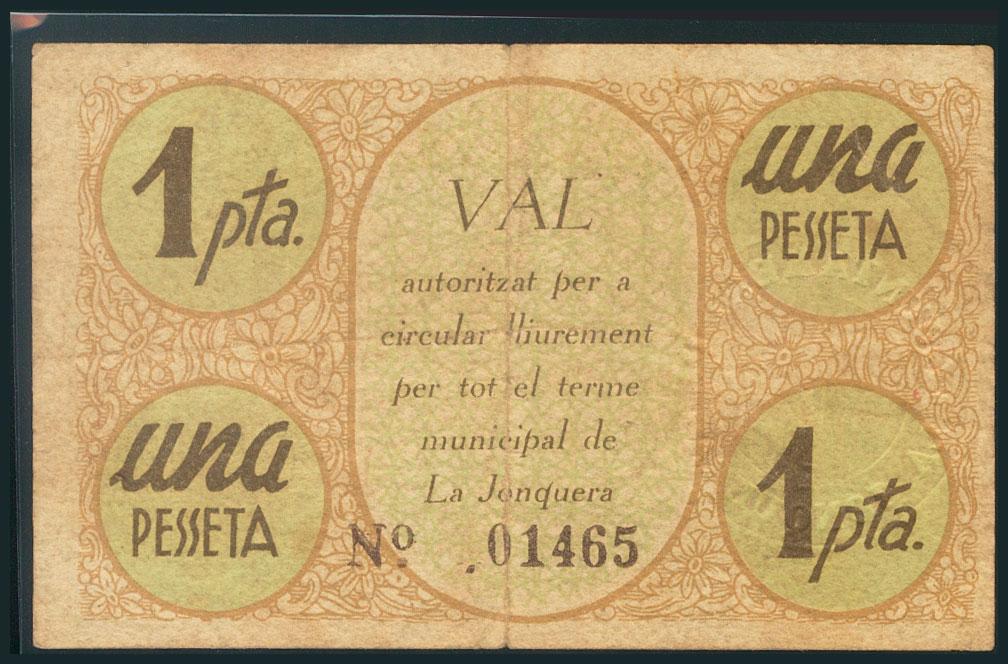 1 pta.
una
PESSETA
VAL
autoritzat per a
circular lliurement
per tot el terme
municipal de
La Jonquera
Nº .01465
una
PESSETA
1 pta.